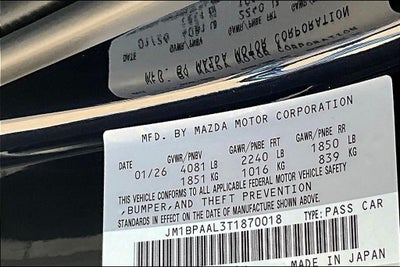 MFD. BY MAZDA MOTOR CORPORATION
DATE GVWR/PNBV GAWR/PNBE FRT GAWR/PNBE RR
01/26 4081 LB 2240 LB 1850 LB
1851 KG 1016 KG 839 KG
THIS VEHICLE CONFORMS TO ALL APPLICABLE FEDERAL MOTOR VEHICLE SAFETY
,BUMPER,AND THEFT PREVENTION
STANDARDS IN EFFECT ON THE DATE OF MANUFACTURE SHOWN ABOVE.
JM1BPAAL3T1870018 TYPE: PASS CAR
MADE IN JAPAN